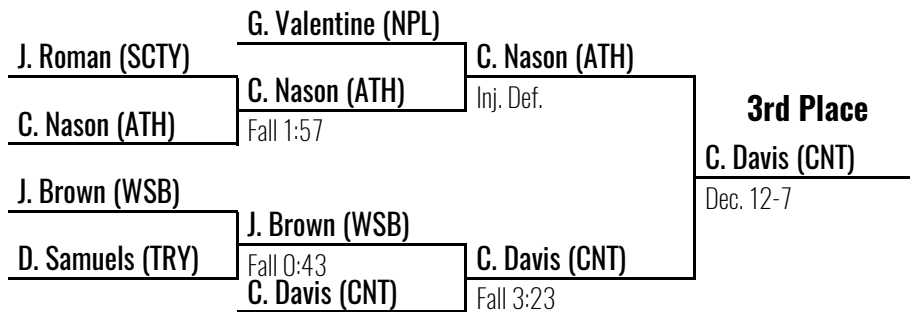 G. Valentine (NPL)
J. Roman (SCTY)
C. Nason (ATH)
C. Nason (ATH)
Inj. Def.
3rd Place
C. Nason (ATH)
Fall 1:57
C. Davis (CNT)
J. Brown (WSB)
Dec. 12-7
J. Brown (WSB)
D. Samuels (TRY)
Fall 0:43
C. Davis (CNT)
C. Davis (CNT)
Fall 3:23